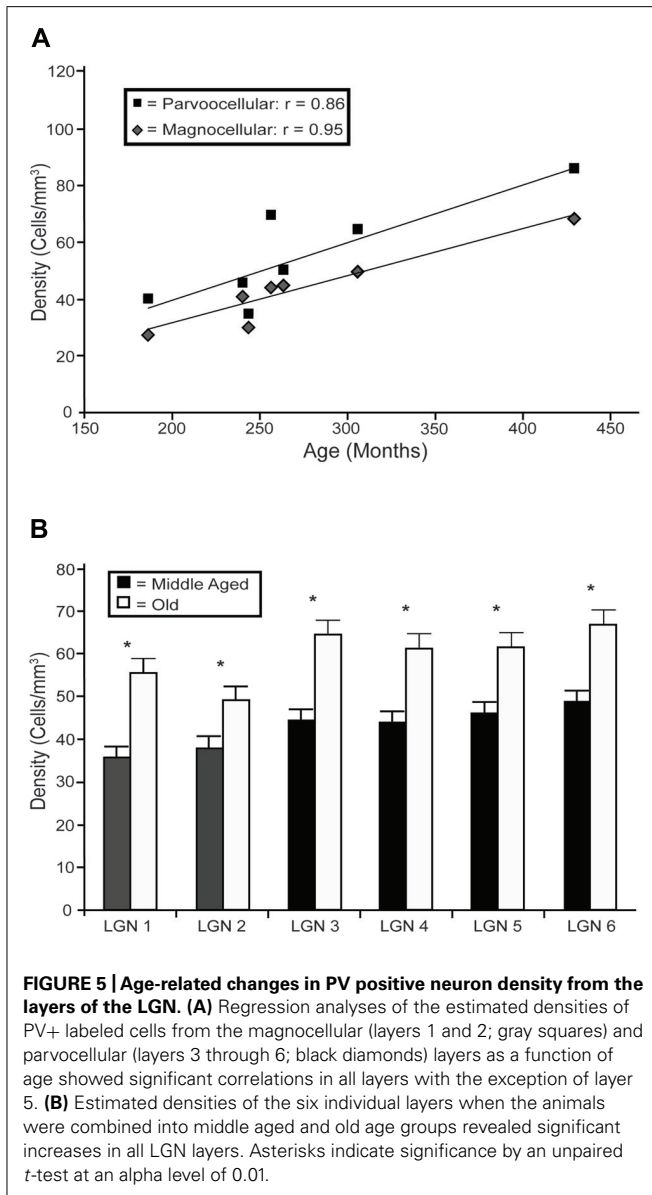 A
120
100
80
60
40
20
0
Density (Cells/mm³)
■ = Parvoocellular: r = 0.86
◆ = Magnocellular: r = 0.95
150 200 250 300 350 400 450
Age (Months)
B
80
70
60
50
40
30
20
10
0
Density (Cells/mm³)
■ = Middle Aged
□ = Old
* * * * * *
LGN 1 LGN 2 LGN 3 LGN 4 LGN 5 LGN 6
FIGURE 5 | Age-related changes in PV positive neuron density from the
layers of the LGN. (A) Regression analyses of the estimated densities of
PV+ labeled cells from the magnocellular (layers 1 and 2; gray squares) and
parvocellular (layers 3 through 6; black diamonds) layers as a function of
age showed significant correlations in all layers with the exception of layer
5. (B) Estimated densities of the six individual layers when the animals
were combined into middle aged and old age groups revealed significant
increases in all LGN layers. Asterisks indicate significance by an unpaired
t-test at an alpha level of 0.01.